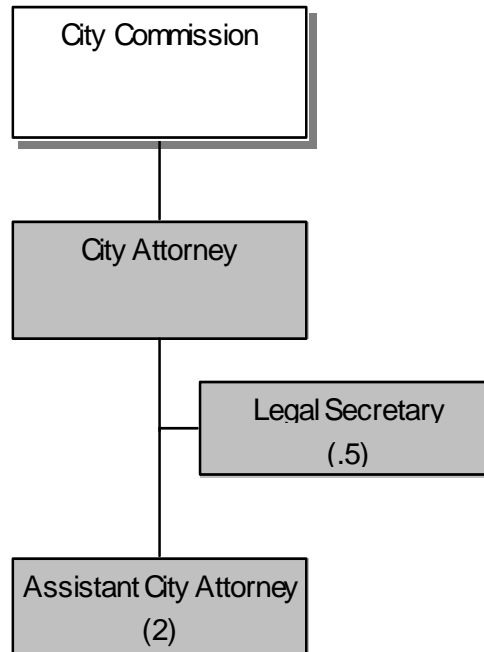 City Commission
City Attorney
Legal Secretary
(.5)
Assistant City Attorney
(2)